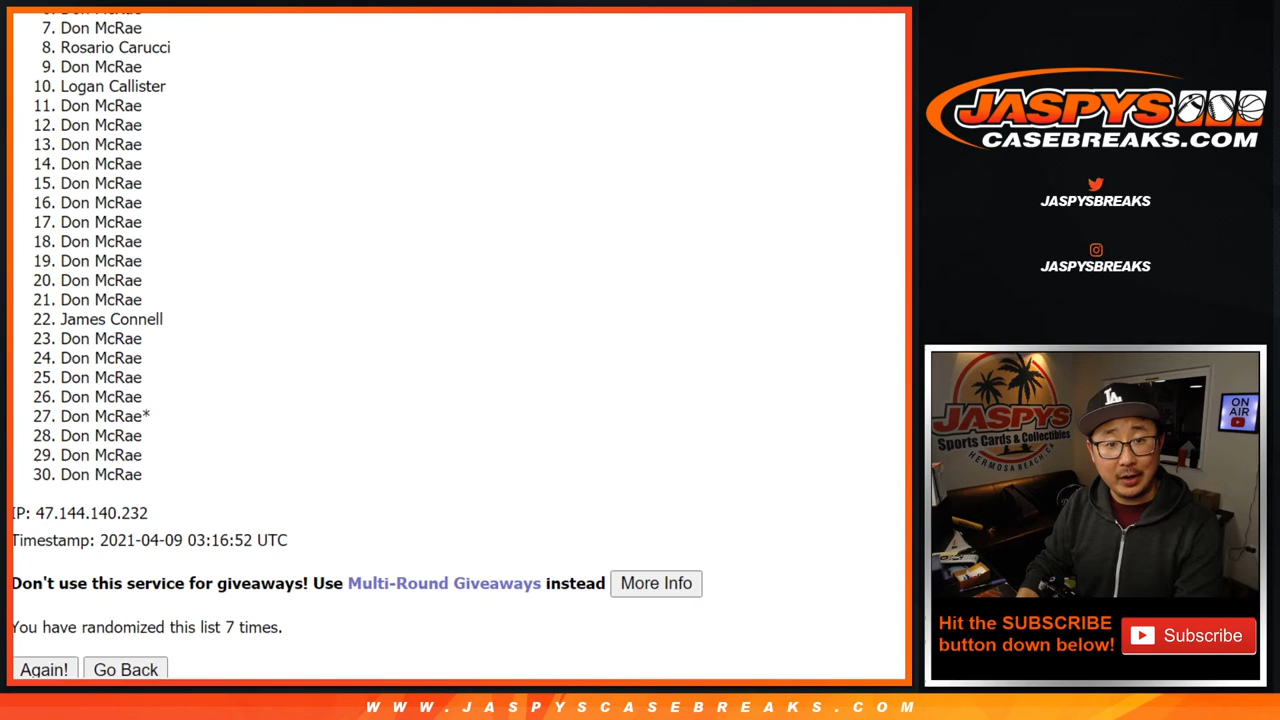 7. Don McRae
8. Rosario Carucci
9. Don McRae
10. Logan Callister
11. Don McRae
12. Don McRae
13. Don McRae
14. Don McRae
15. Don McRae
16. Don McRae
17. Don McRae
18. Don McRae
19. Don McRae
20. Don McRae
21. Don McRae
22. James Connell
23. Don McRae
24. Don McRae
25. Don McRae
26. Don McRae
27. Don McRae*
28. Don McRae
29. Don McRae
30. Don McRae
IP: 47.144.140.232
Timestamp: 2021-04-09 03:16:52 UTC
Don't use this service for giveaways! Use Multi-Round Giveaways instead More Info
You have randomized this list 7 times.
Again! Go Back
JASPYS
CASEBREAKS.COM
JASPYSBREAKS
JASPYSBREAKS
JASPYS
Sports Cards & Collectibles
HERMOSA BEACH, CA
LA
ON
AIR
Hit the SUBSCRIBE
button down below!
Subscribe
WWW.JASPYSCASEBREAKS.COM